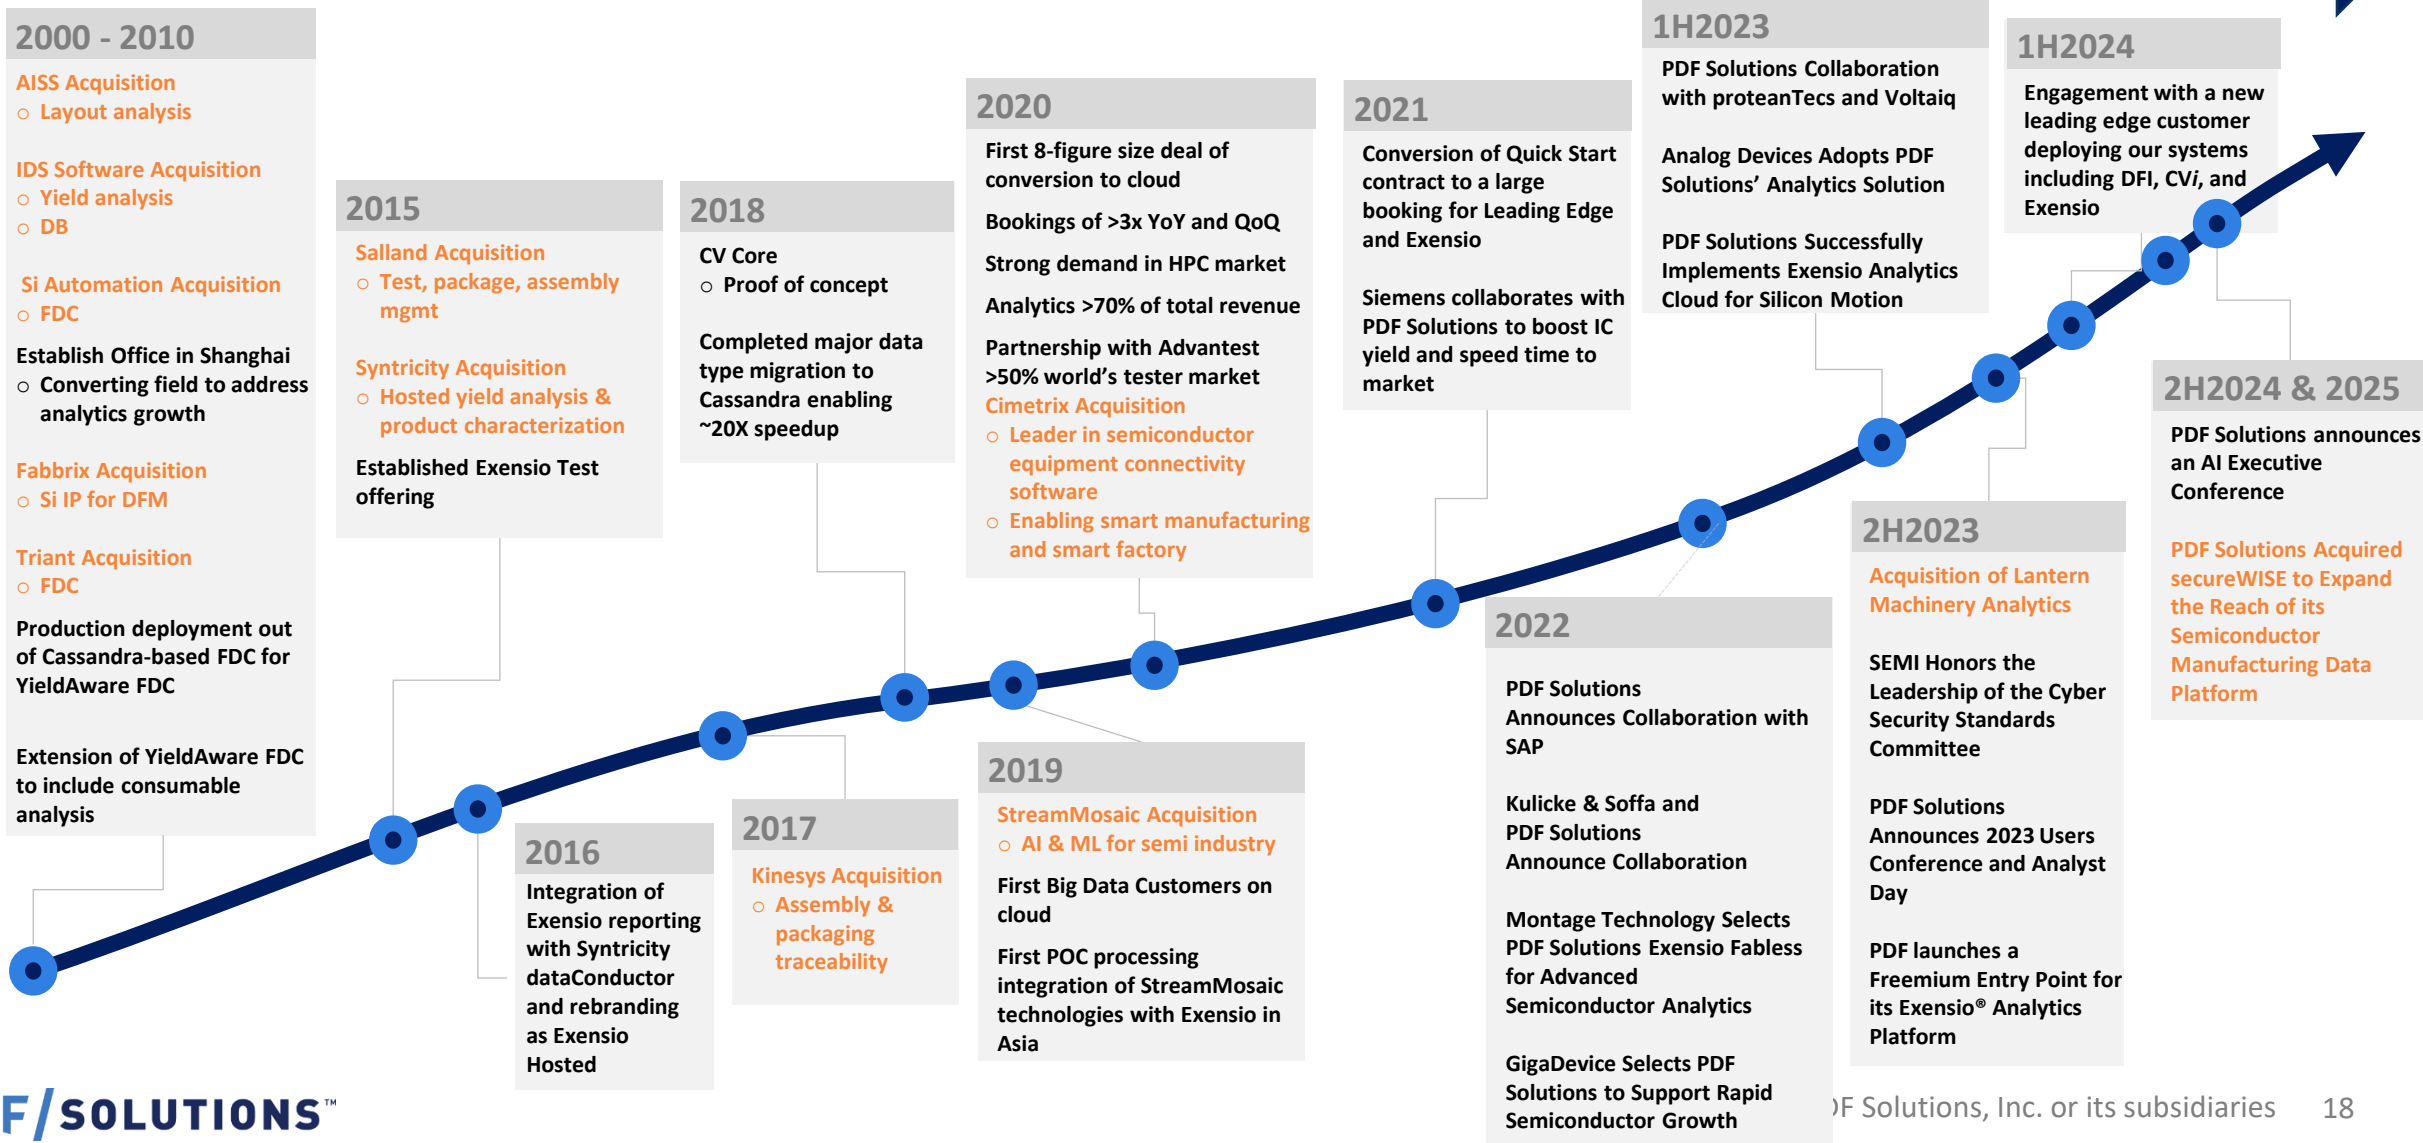 2000 - 2010
AISS Acquisition
o Layout analysis
IDS Software Acquisition
o Yield analysis
o DB
Si Automation Acquisition
o FDC
Establish Office in Shanghai
o Converting field to address
analytics growth
Fabbrix Acquisition
o Si IP for DFM
Triant Acquisition
o FDC
Production deployment out
of Cassandra-based FDC for
YieldAware FDC
Extension of YieldAware FDC
to include consumable
analysis
2015
Salland Acquisition
o Test, package, assembly
mgmt
Syntricity Acquisition
o Hosted yield analysis &
product characterization
Established Exensio Test
offering
2016
Integration of
Exensio reporting
with Syntricity
dataConductor
and rebranding
as Exensio
Hosted
2017
Kinesys Acquisition
o Assembly &
packaging
traceability
2018
CV Core
o Proof of concept
Completed major data
type migration to
Cassandra enabling
~20X speedup
2019
StreamMosaic Acquisition
o AI & ML for semi industry
First Big Data Customers on
cloud
First POC processing
integration of StreamMosaic
technologies with Exensio in
Asia
2020
First 8-figure size deal of
conversion to cloud
Bookings of >3x YoY and QoQ
Strong demand in HPC market
Analytics >70% of total revenue
Partnership with Advantest
>50% world's tester market
Cimetrix Acquisition
o Leader in semiconductor
equipment connectivity
software
o Enabling smart manufacturing
and smart factory
2021
Conversion of Quick Start
contract to a large
booking for Leading Edge
and Exensio
Siemens collaborates with
PDF Solutions to boost IC
yield and speed time to
market
2022
PDF Solutions
Announces Collaboration with
SAP
Kulicke & Soffa and
PDF Solutions
Announce Collaboration
Montage Technology Selects
PDF Solutions Exensio Fabless
for Advanced
Semiconductor Analytics
GigaDevice Selects PDF
Solutions to Support Rapid
Semiconductor Growth
1H2023
PDF Solutions Collaboration
with proteanTecs and Voltaiq
Analog Devices Adopts PDF
Solutions' Analytics Solution
PDF Solutions Successfully
Implements Exensio Analytics
Cloud for Silicon Motion
2H2023
Acquisition of Lantern
Machinery Analytics
SEMI Honors the
Leadership of the Cyber
Security Standards
Committee
PDF Solutions
Announces 2023 Users
Conference and Analyst
Day
PDF launches a
Freemium Entry Point for
its Exensio® Analytics
Platform
1H2024
Engagement with a new
leading edge customer
deploying our systems
including DFI, CVi, and
Exensio
2H2024 & 2025
PDF Solutions announces
an AI Executive
Conference
PDF Solutions Acquired
secureWISE to Expand
the Reach of its
Semiconductor
Manufacturing Data
Platform
F/SOLUTIONS™
F Solutions, Inc. or its subsidiaries 18